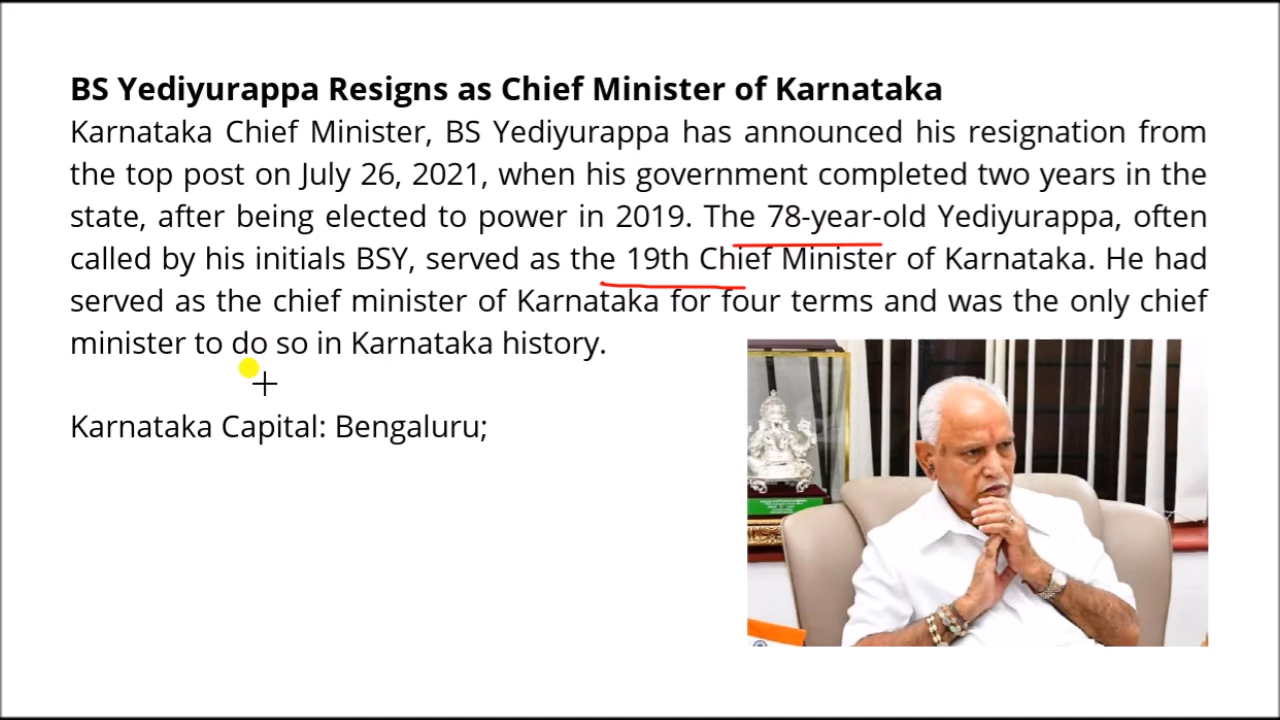 BS Yediyurappa Resigns as Chief Minister of Karnataka
Karnataka Chief Minister, BS Yediyurappa has announced his resignation from
the top post on July 26, 2021, when his government completed two years in the
state, after being elected to power in 2019. The 78-year-old Yediyurappa, often
called by his initials BSY, served as the 19th Chief Minister of Karnataka. He had
served as the chief minister of Karnataka for four terms and was the only chief
minister to do so in Karnataka history.
Karnataka Capital: Bengaluru;